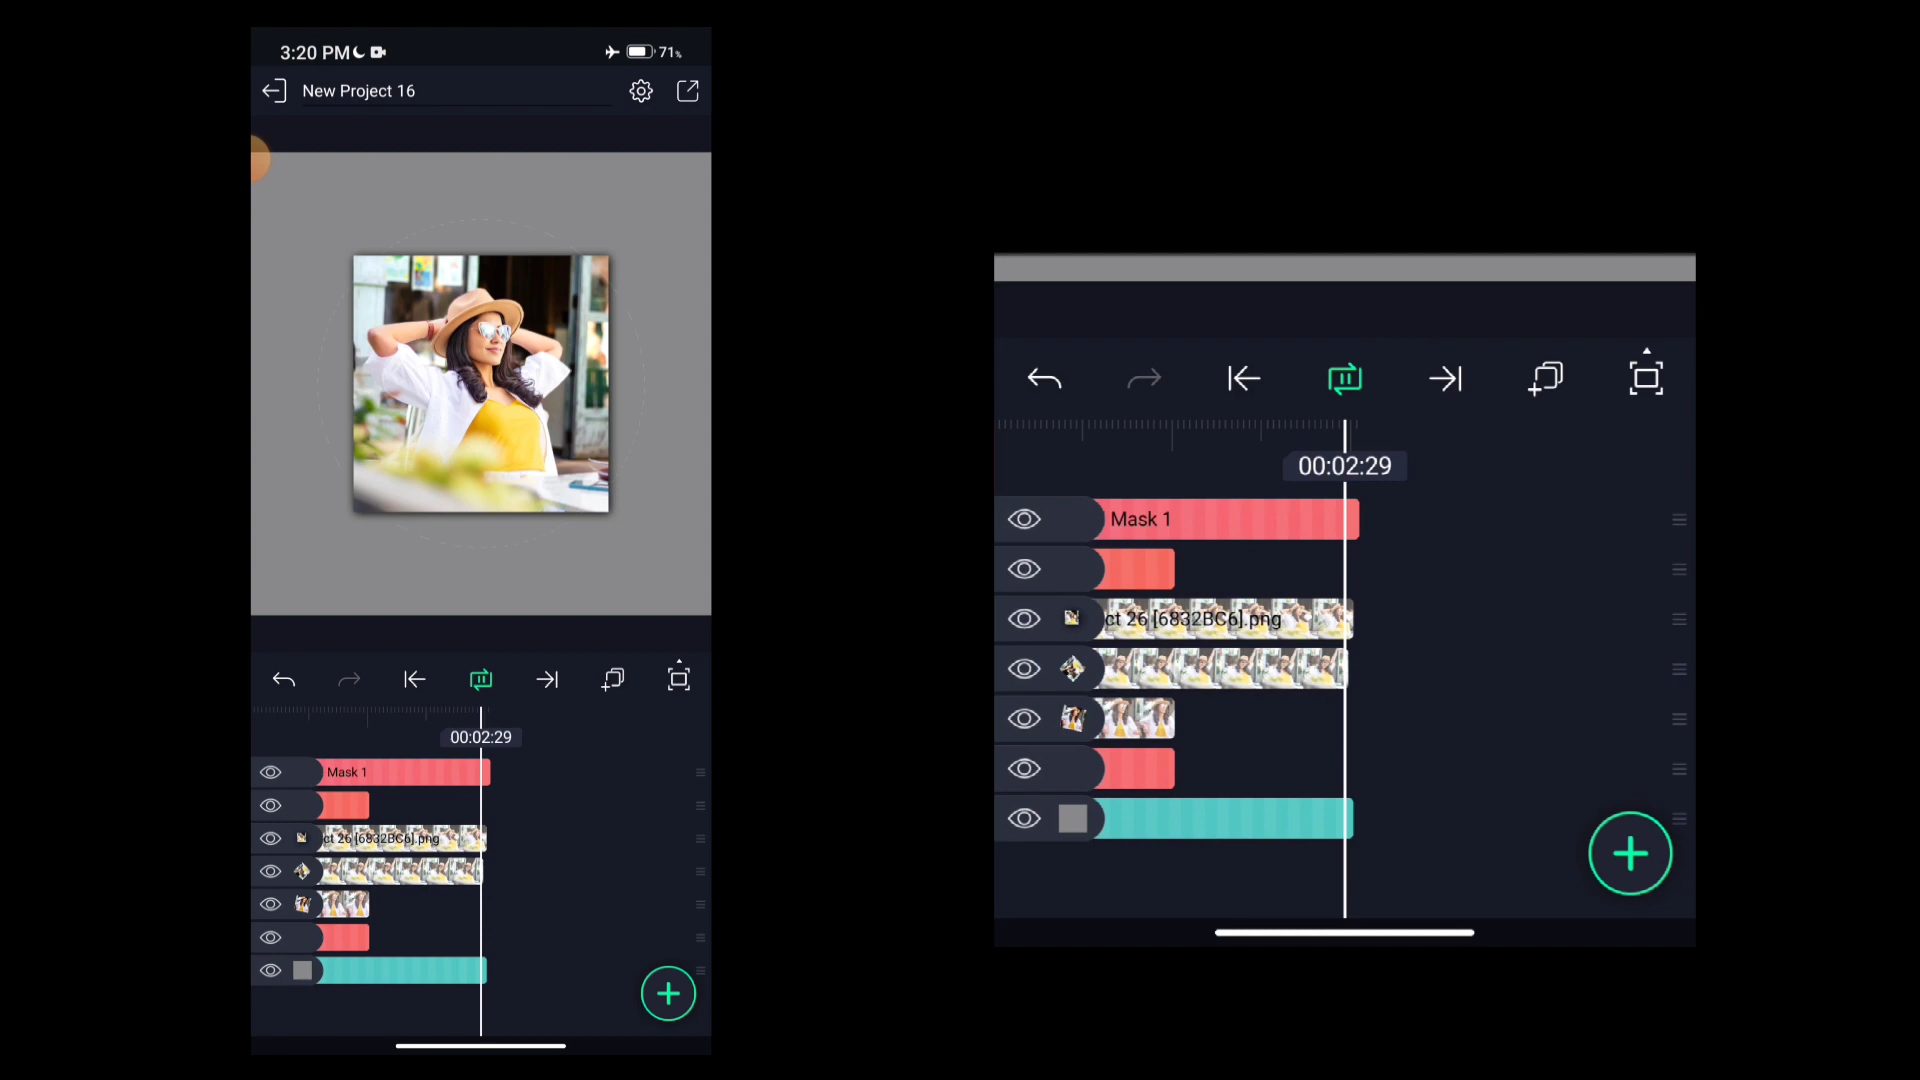 3:20 PM
71%
New Project 16
00:02:29
Mask 1
ct 26 [6832BC6].png
00:02:29
Mask 1
ct 26 [6832BC6].png